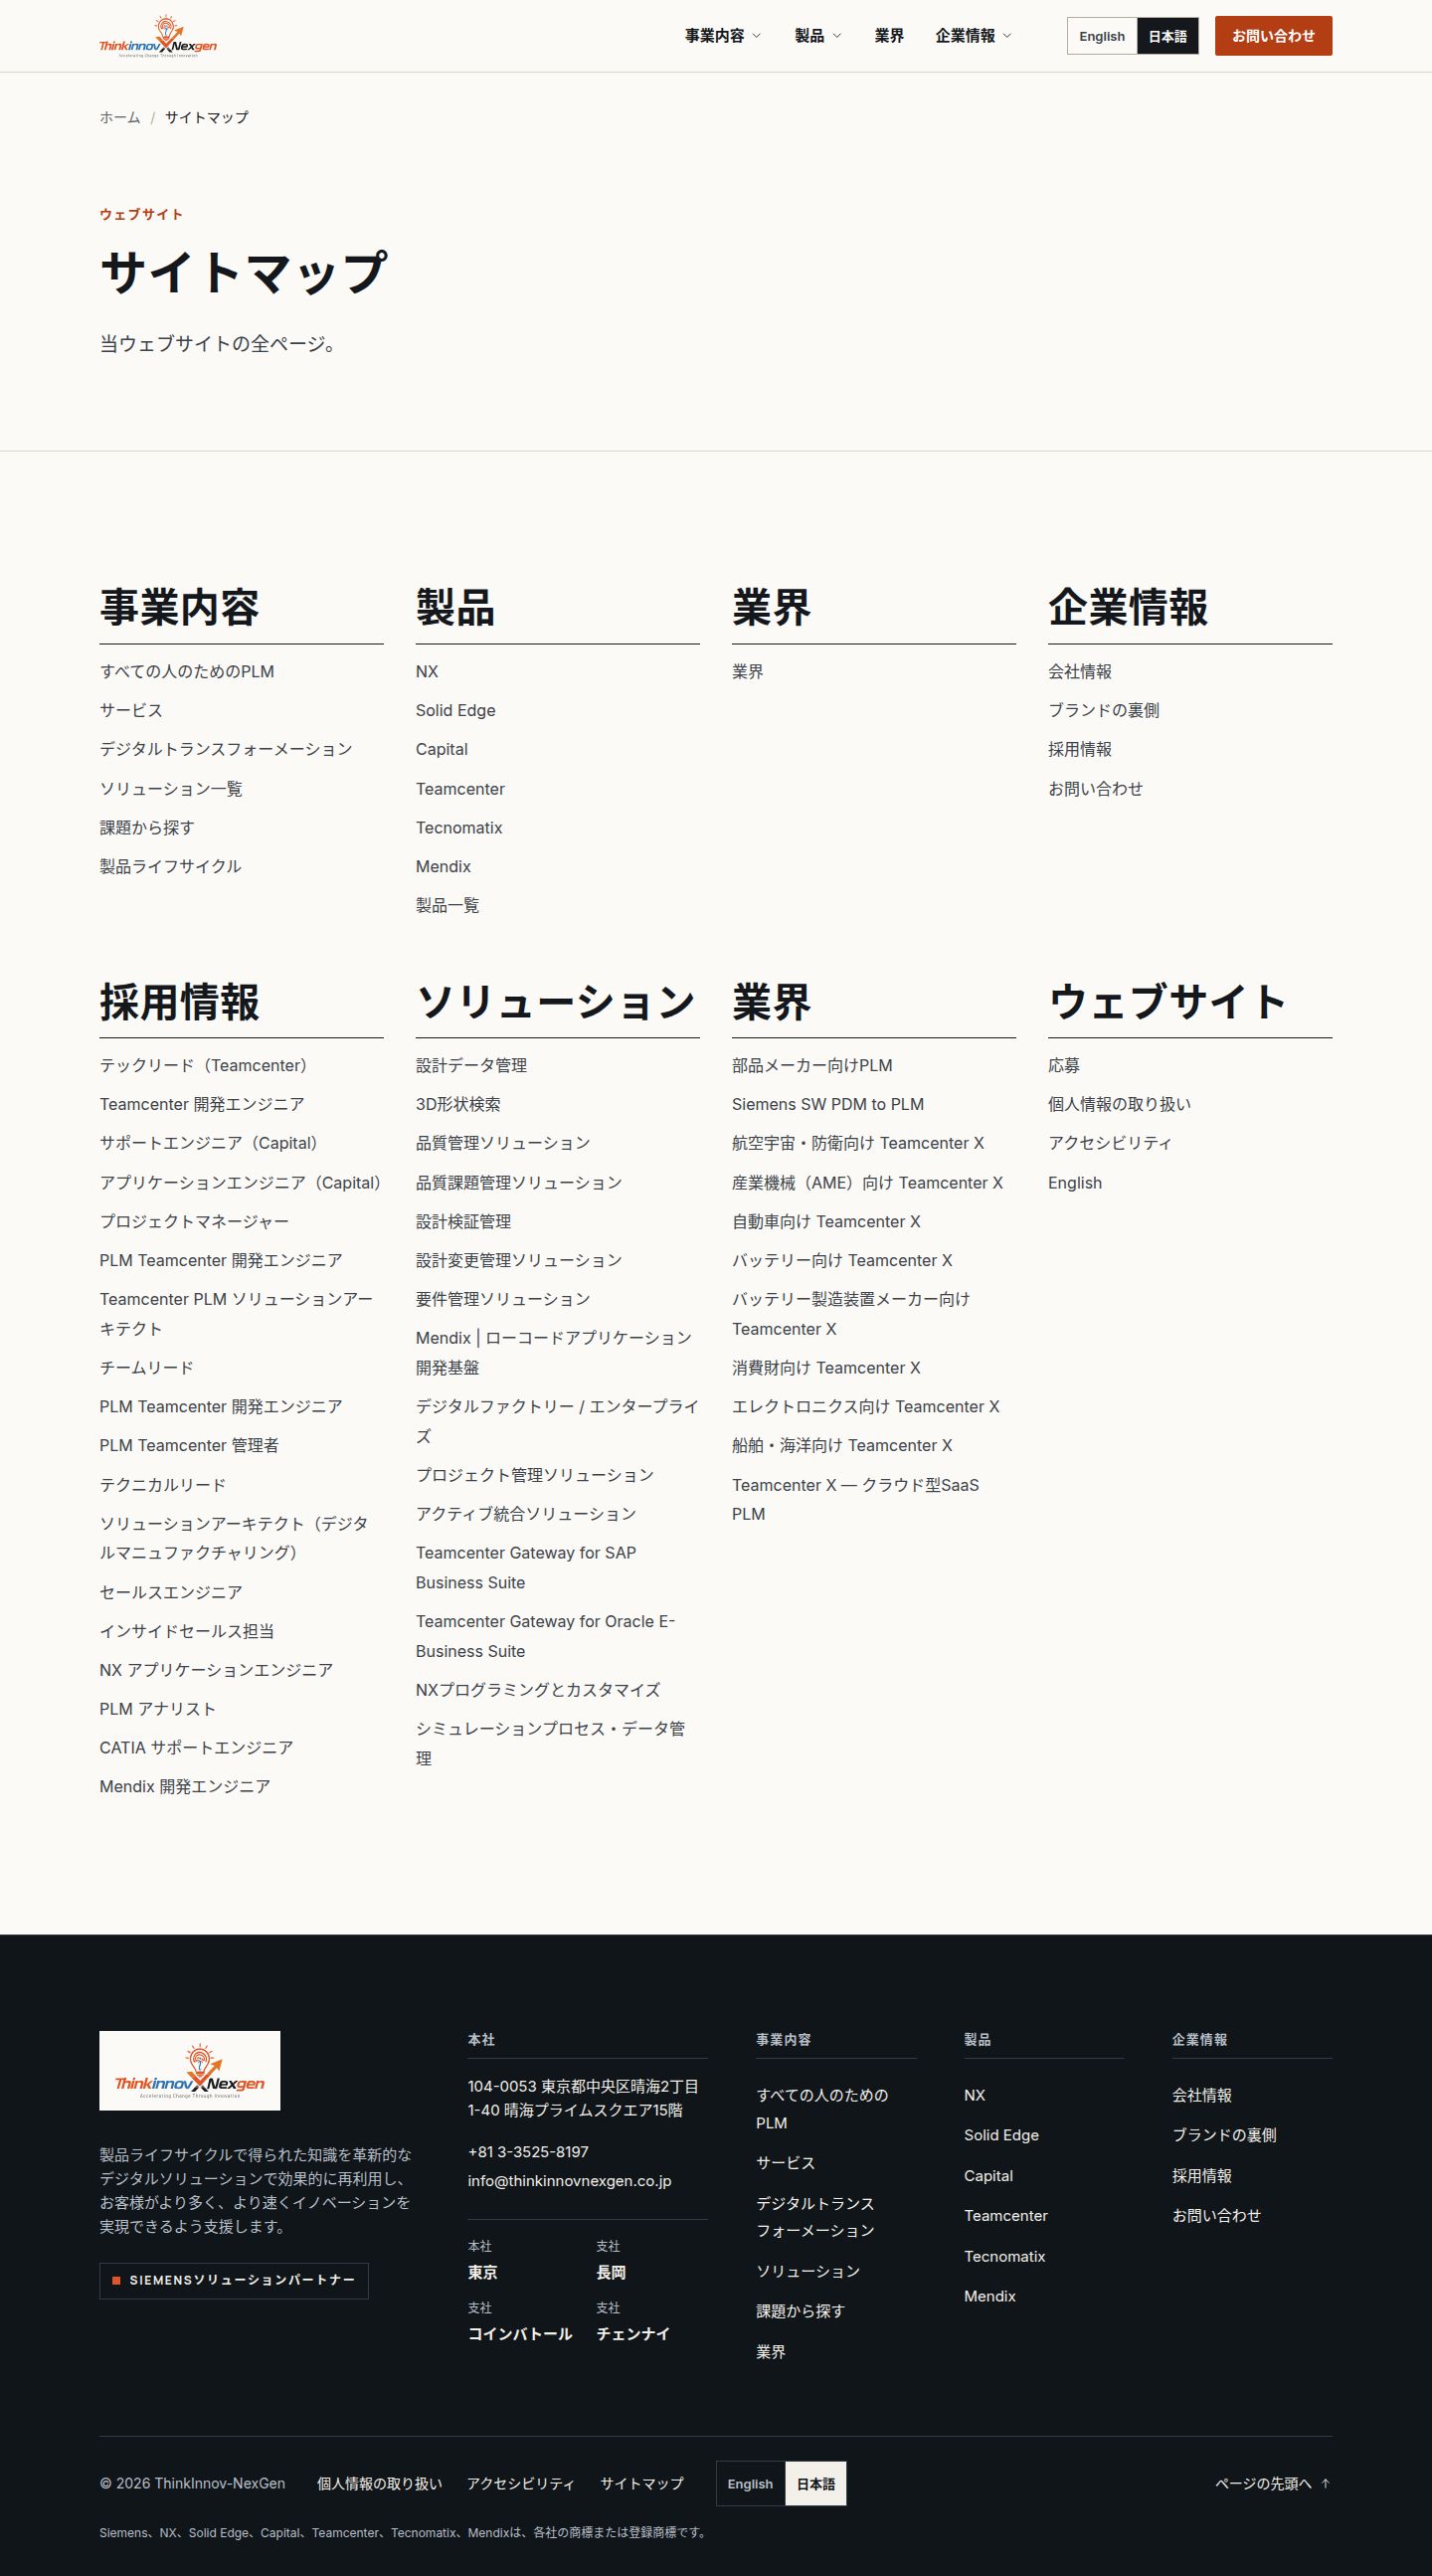 ThinkinnovXNexgen
Accelerating Change Through Innovation
事業内容
製品
業界
企業情報
English
日本語
お問い合わせ
ホーム / サイトマップ
ウェブサイト
サイトマップ
当ウェブサイトの全ページ。
事業内容
すべての人のためのPLM
サービス
デジタルトランスフォーメーション
ソリューション一覧
課題から探す
製品ライフサイクル
製品
NX
Solid Edge
Capital
Teamcenter
Tecnomatix
Mendix
製品一覧
業界
業界
企業情報
会社情報
ブランドの裏側
採用情報
お問い合わせ
採用情報
テックリード（Teamcenter）
Teamcenter 開発エンジニア
サポートエンジニア（Capital）
アプリケーションエンジニア（Capital）
プロジェクトマネージャー
PLM Teamcenter 開発エンジニア
Teamcenter PLM ソリューションアー
キテクト
チームリード
PLM Teamcenter 開発エンジニア
PLM Teamcenter 管理者
テクニカルリード
ソリューションアーキテクト（デジタ
ルマニュファクチャリング）
セールスエンジニア
インサイドセールス担当
NX アプリケーションエンジニア
PLM アナリスト
CATIA サポートエンジニア
Mendix 開発エンジニア
ソリューション
設計データ管理
3D形状検索
品質管理ソリューション
品質課題管理ソリューション
設計検証管理
設計変更管理ソリューション
要件管理ソリューション
Mendix | ローコードアプリケーション
開発基盤
デジタルファクトリー / エンタープライ
ズ
プロジェクト管理ソリューション
アクティブ統合ソリューション
Teamcenter Gateway for SAP
Business Suite
Teamcenter Gateway for Oracle E-
Business Suite
NXプログラミングとカスタマイズ
シミュレーションプロセス・データ管
理
業界
部品メーカー向けPLM
Siemens SW PDM to PLM
航空宇宙・防衛向け Teamcenter X
産業機械（AME）向け Teamcenter X
自動車向け Teamcenter X
バッテリー向け Teamcenter X
バッテリー製造装置メーカー向け
Teamcenter X
消費財向け Teamcenter X
エレクトロニクス向け Teamcenter X
船舶・海洋向け Teamcenter X
Teamcenter X — クラウド型SaaS
PLM
ウェブサイト
応募
個人情報の取り扱い
アクセシビリティ
English
ThinkinnovXNexgen
Accelerating Change Through Innovation
製品ライフサイクルで得られた知識を革新的な
デジタルソリューションで効果的に再利用し、
お客様がより多く、より速くイノベーションを
実現できるよう支援します。
SIEMENSソリューションパートナー
本社
104-0053 東京都中央区晴海2丁目
1-40 晴海プライムスクエア15階
+81 3-3525-8197
info@thinkinnovnexgen.co.jp
本社
東京
支社
長岡
支社
コインバトール
支社
チェンナイ
事業内容
すべての人のための
PLM
サービス
デジタルトランス
フォーメーション
ソリューション
課題から探す
業界
製品
NX
Solid Edge
Capital
Teamcenter
Tecnomatix
Mendix
企業情報
会社情報
ブランドの裏側
採用情報
お問い合わせ
© 2026 ThinkInnov-NexGen
個人情報の取り扱い
アクセシビリティ
サイトマップ
English
日本語
ページの先頭へ ↑
Siemens、NX、Solid Edge、Capital、Teamcenter、Tecnomatix、Mendixは、各社の商標または登録商標です。